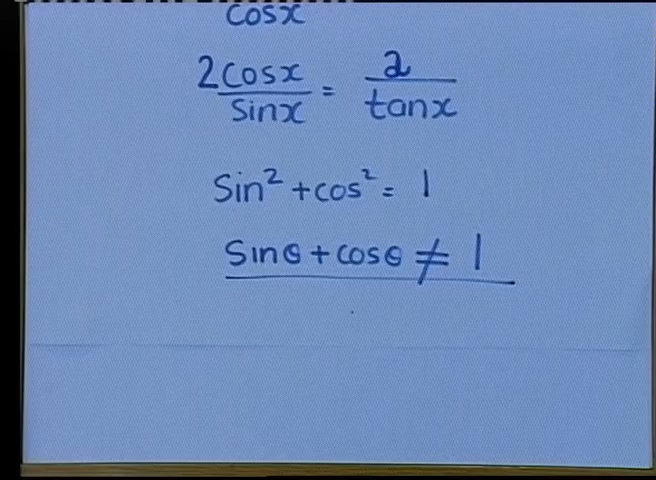 cosx
2cosx/sinx = 2/tanx
Sin² + cos² = 1
Sinθ + cosθ ≠ 1